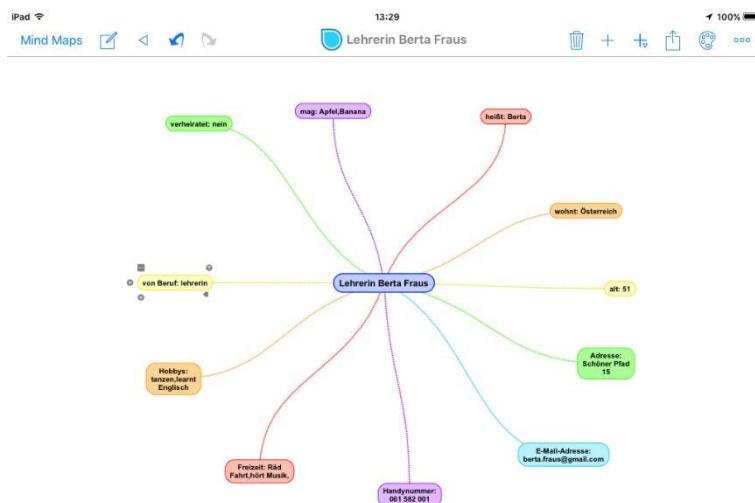 iPad 13:29 100%
Mind Maps Lehrerin Berta Fraus
mag: Apfel,Banana
heißt: Berta
verheiratet: nein
wohnt: Österreich
von Beruf: lehrerin
Lehrerin Berta Fraus
alt: 51
Adresse:
Schöner Pfad
15
Hobbys:
tanzen,learnt
Englisch
E-Mail-Adresse:
berta.fraus@gmail.com
Freizeit: Räd
Fahrt,hört Musik,
Handynummer:
061 582 001